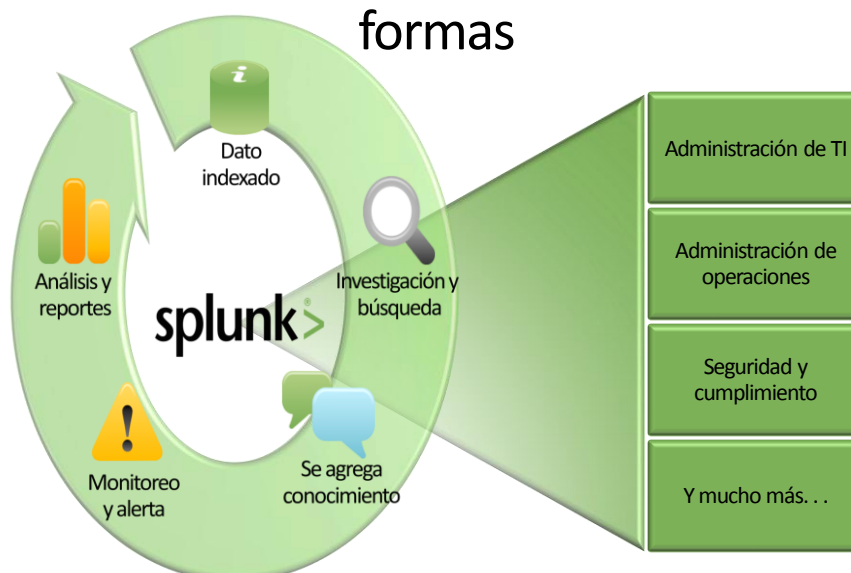 formas
Dato
indexado
Investigación y
búsqueda
Se agrega
conocimiento
Monitoreo
y alerta
Análisis y
reportes
splunk>
Administración de TI
Administración de
operaciones
Seguridad y
cumplimiento
Y mucho más. . .